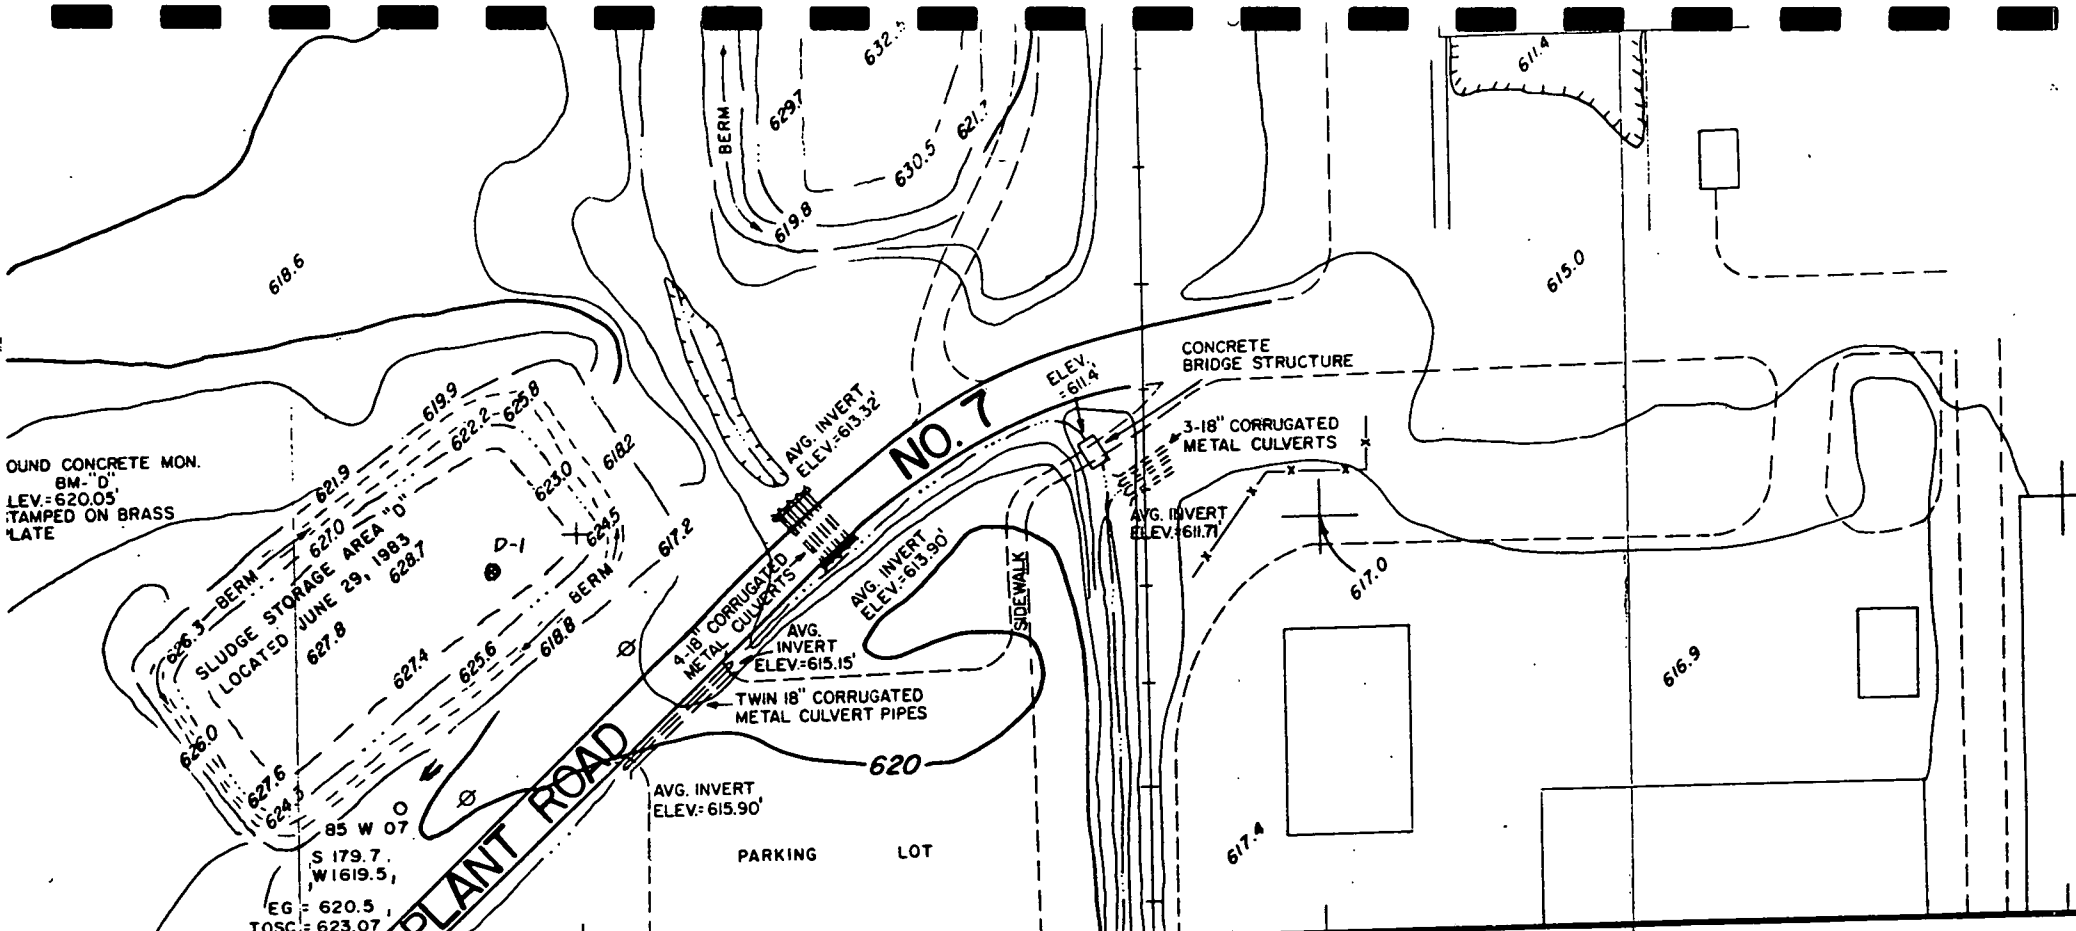 632.5
611.4
629.7
621.7
BERM
630.5
619.8
618.6
615.0
CONCRETE
BRIDGE STRUCTURE
ELEV.
=611.4'
AVG. INVERT
ELEV.=613.32'
NO. 7
3-18" CORRUGATED
METAL CULVERTS
619.9
622.2
625.8
618.2
623.0
624.5
617.2
621.9
627.0
OUND CONCRETE MON.
BM-"D"
LEV.=620.05'
TAMPED ON BRASS
LATE
SLUDGE STORAGE AREA "D"
LOCATED JUNE 29, 1983
628.7
D-1
BERM
BERM
626.3
627.8
627.4
625.6
618.8
626.0
627.6
624.3
AVG. INVERT
ELEV.=611.71'
617.0
AVG. INVERT
ELEV.=613.90'
SIDEWALK
4-18" CORRUGATED
METAL CULVERTS
AVG.
INVERT
ELEV.=615.15'
TWIN 18" CORRUGATED
METAL CULVERT PIPES
616.9
620
AVG. INVERT
ELEV.=615.90'
617.4
PARKING LOT
PLANT ROAD
85 W 07
S 179.7
W 1619.5
EG = 620.5
TOSC = 623.07